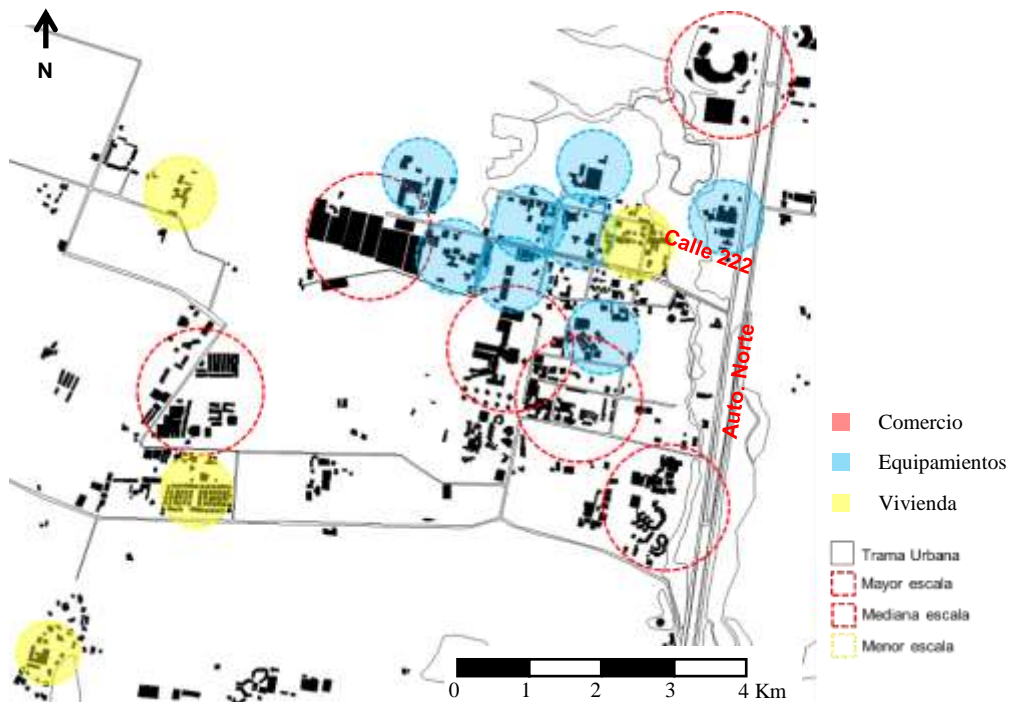 N
Calle 222
Auto. Norte
Comercio
Equipamientos
Vivienda
Trama Urbana
Mayor escala
Mediana escala
Menor escala
0 1 2 3 4 Km